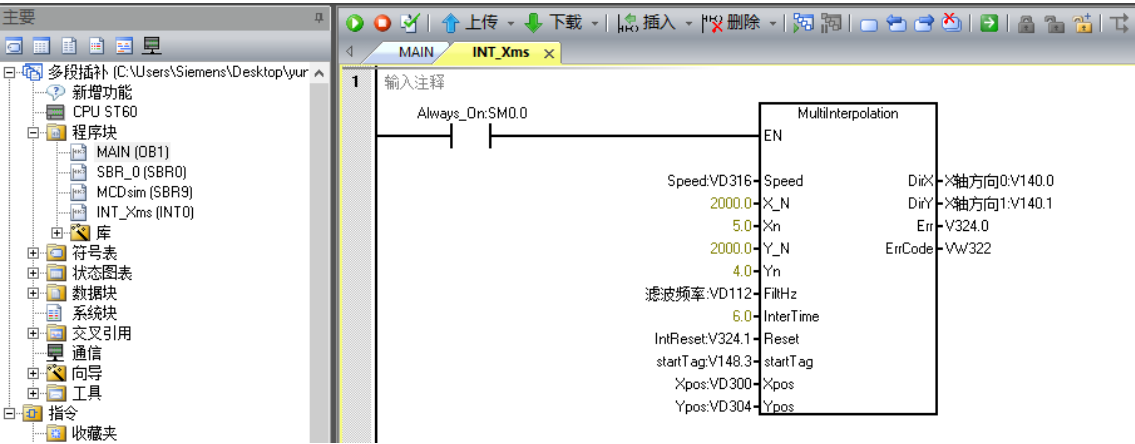 主要
上传 下载 插入 删除
MAIN INT_Xms
多段插补 (C:\Users\Siemens\Desktop\yur
新增功能
CPU ST60
程序块
MAIN (OB1)
SBR_0 (SBR0)
MCDsim (SBR9)
INT_Xms (INT0)
库
符号表
状态图表
数据块
系统块
交叉引用
通信
向导
工具
指令
收藏夹
1 输入注释
Always_On:SM0.0
MultiInterpolation
EN
Speed:VD316 Speed DirX X轴方向0:V140.0
2000.0 X_N DirY X轴方向1:V140.1
5.0 Xn Err V324.0
2000.0 Y_N ErrCode VW322
4.0 Yn
滤波频率:VD112 FiltHz
6.0 InterTime
IntReset:V324.1 Reset
startTag:V148.3 startTag
Xpos:VD300 Xpos
Ypos:VD304 Ypos